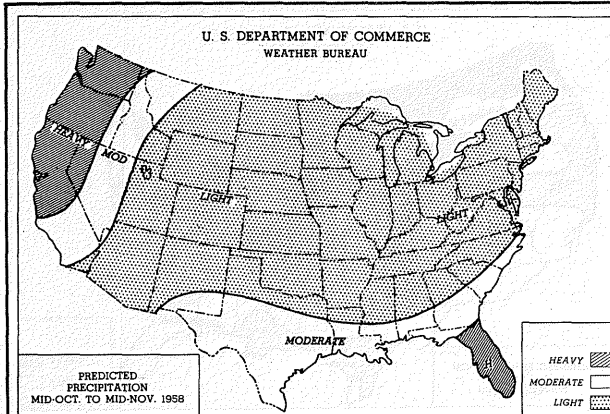 U. S. DEPARTMENT OF COMMERCE
WEATHER BUREAU
HEAVY
MOD
LIGHT
LIGHT
MODERATE
PREDICTED
PRECIPITATION
MID-OCT. TO MID-NOV. 1958
HEAVY
MODERATE
LIGHT